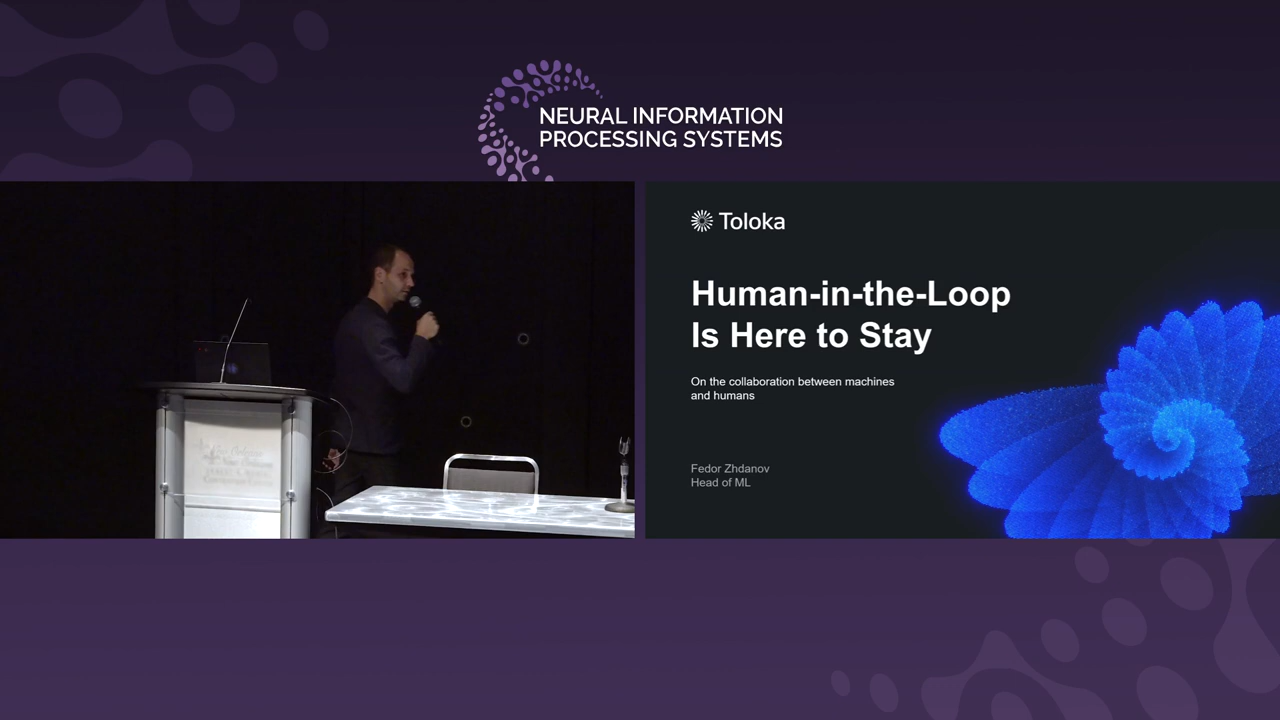 NEURAL INFORMATION
PROCESSING SYSTEMS
Toloka
Human-in-the-Loop
Is Here to Stay
On the collaboration between machines
and humans
Fedor Zhdanov
Head of ML